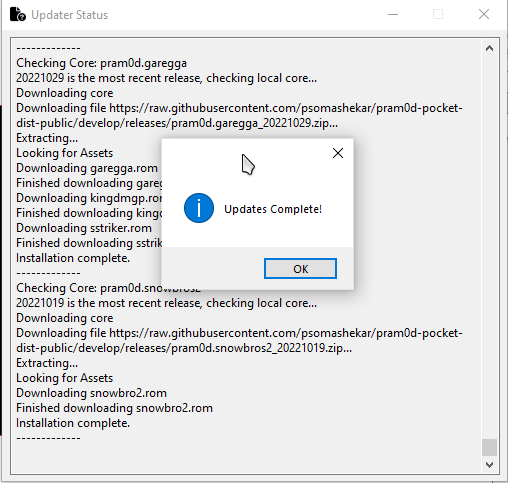 Updater Status
-------------
Checking Core: pram0d.garegga
20221029 is the most recent release, checking local core...
Downloading core
Downloading file https://raw.githubusercontent.com/psomashekar/pram0d-pocket-
dist-public/develop/releases/pram0d.garegga_20221029.zip...
Extracting...
Looking for Assets
Downloading garegga.rom
Finished downloading gareg
Downloading kingdmgp.ro
Finished downloading kingd
Downloading sstriker.rom
Finished downloading sstrik
Installation complete.
-------------
Checking Core: pram0d.snowbros2
20221019 is the most recent release, checking local core...
Downloading core
Downloading file https://raw.githubusercontent.com/psomashekar/pram0d-pocket-
dist-public/develop/releases/pram0d.snowbros2_20221019.zip...
Extracting...
Looking for Assets
Downloading snowbro2.rom
Finished downloading snowbro2.rom
Installation complete.
-------------
Updates Complete!
OK